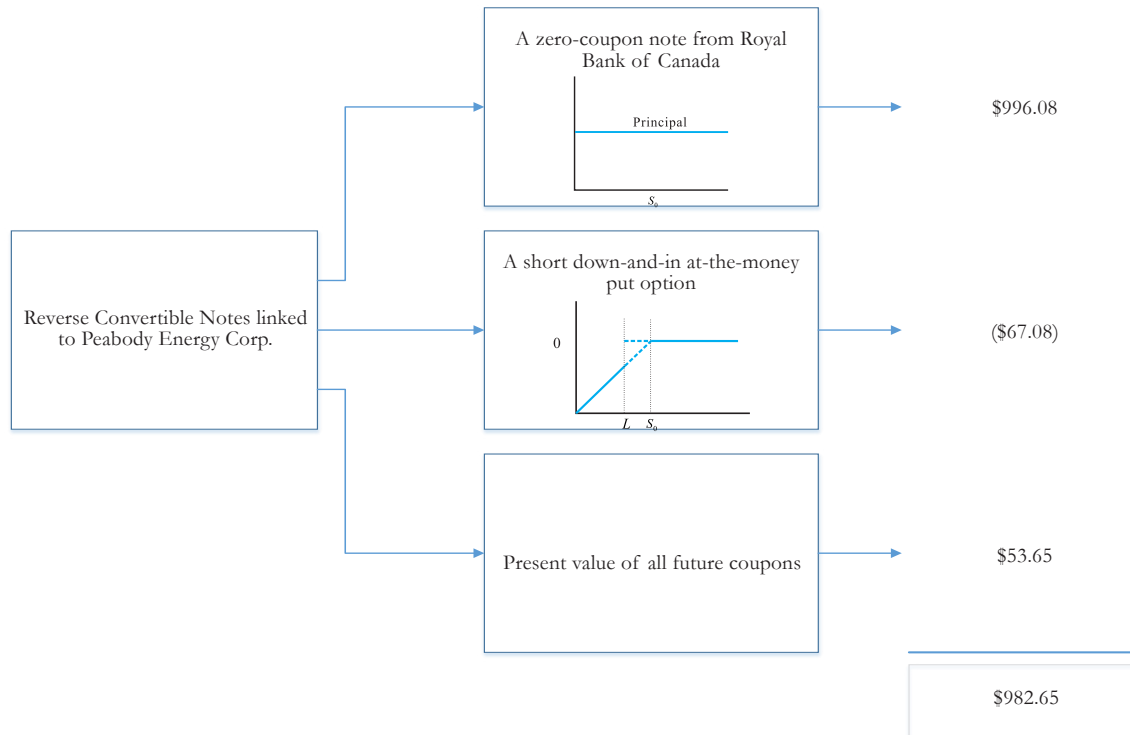 A zero-coupon note from Royal
Bank of Canada
Principal
S₀
$996.08
Reverse Convertible Notes linked
to Peabody Energy Corp.
A short down-and-in at-the-money
put option
0
L S₀
($67.08)
Present value of all future coupons
$53.65
$982.65